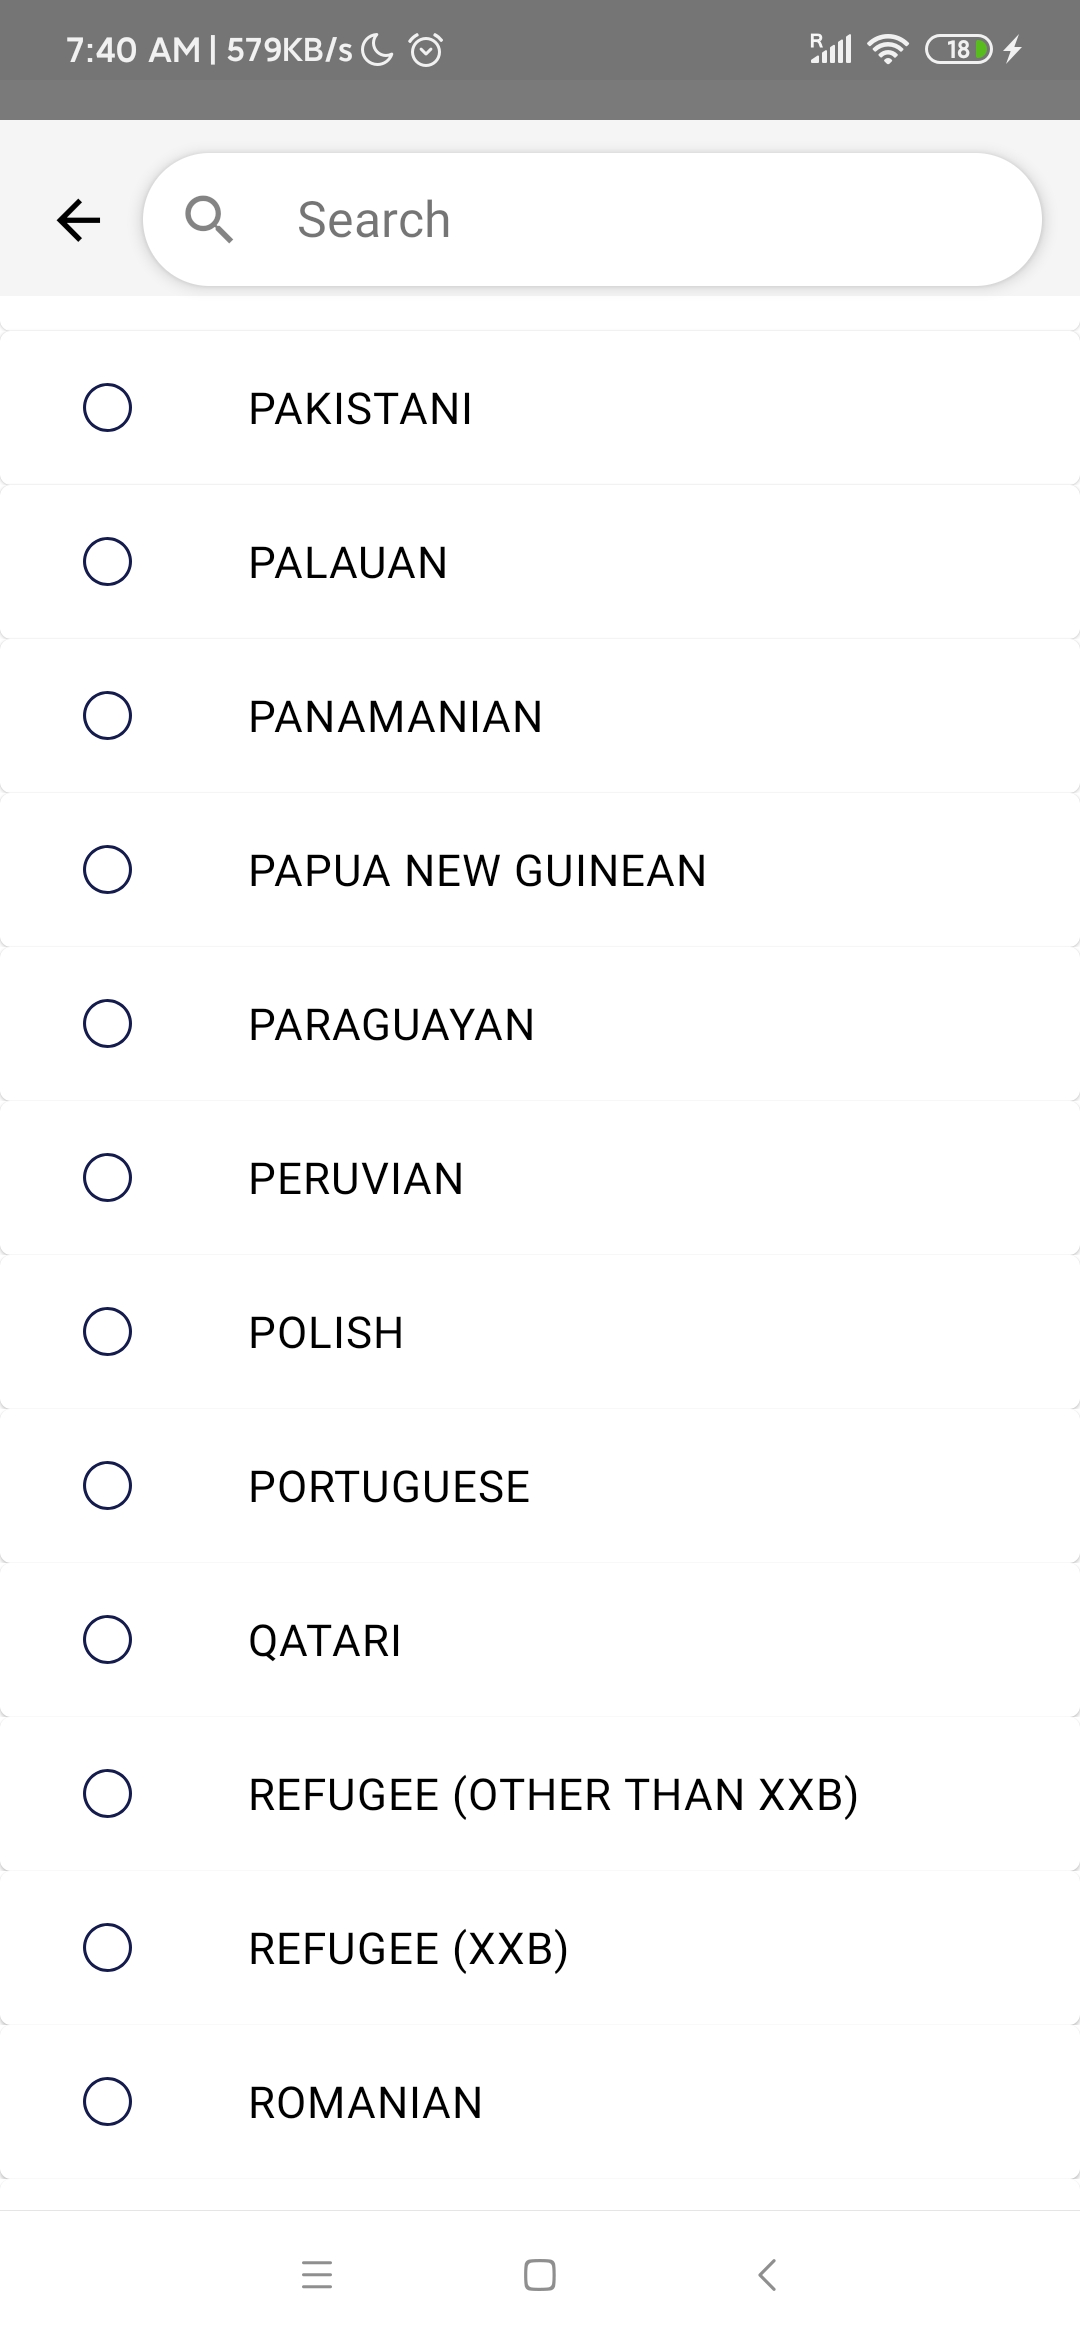 7:40 AM | 579KB/s R 18
Search
PAKISTANI
PALAUAN
PANAMANIAN
PAPUA NEW GUINEAN
PARAGUAYAN
PERUVIAN
POLISH
PORTUGUESE
QATARI
REFUGEE (OTHER THAN XXB)
REFUGEE (XXB)
ROMANIAN